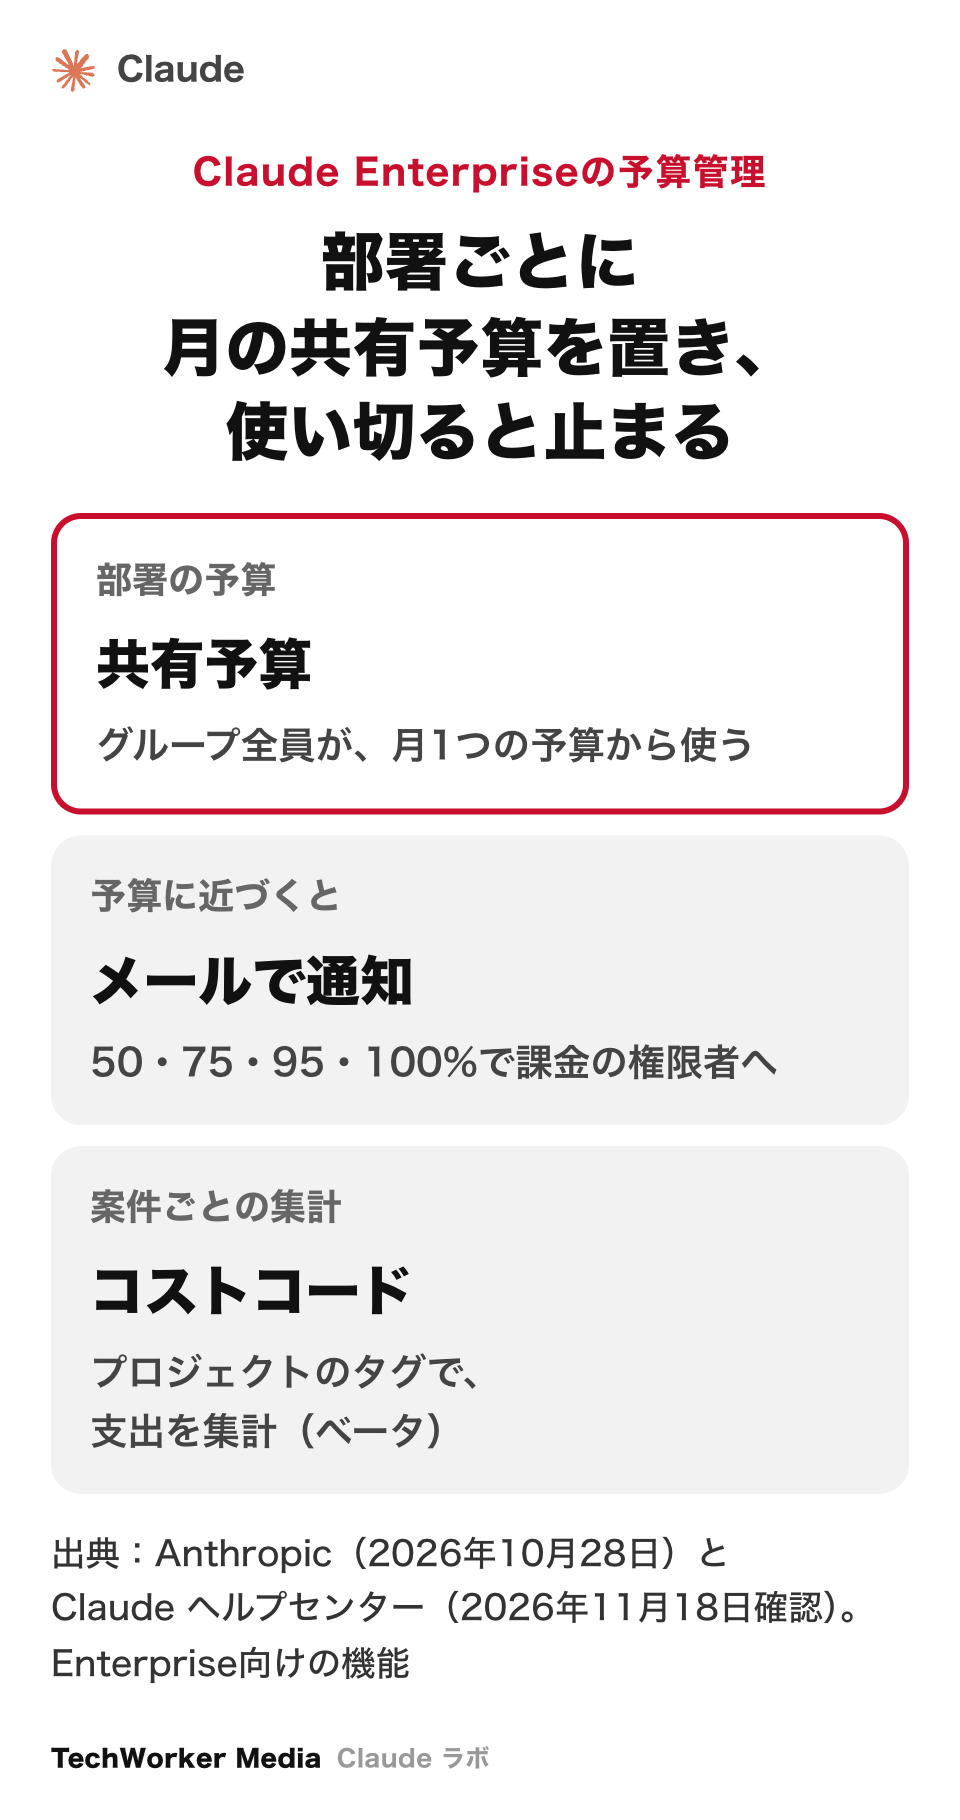 Claude
Claude Enterpriseの予算管理
部署ごとに
月の共有予算を置き、
使い切ると止まる
部署の予算
共有予算
グループ全員が、月1つの予算から使う
予算に近づくと
メールで通知
50・75・95・100%で課金の権限者へ
案件ごとの集計
コストコード
プロジェクトのタグで、
支出を集計（ベータ）
出典：Anthropic（2026年10月28日）と
Claude ヘルプセンター（2026年11月18日確認）。
Enterprise向けの機能
TechWorker Media Claude ラボ